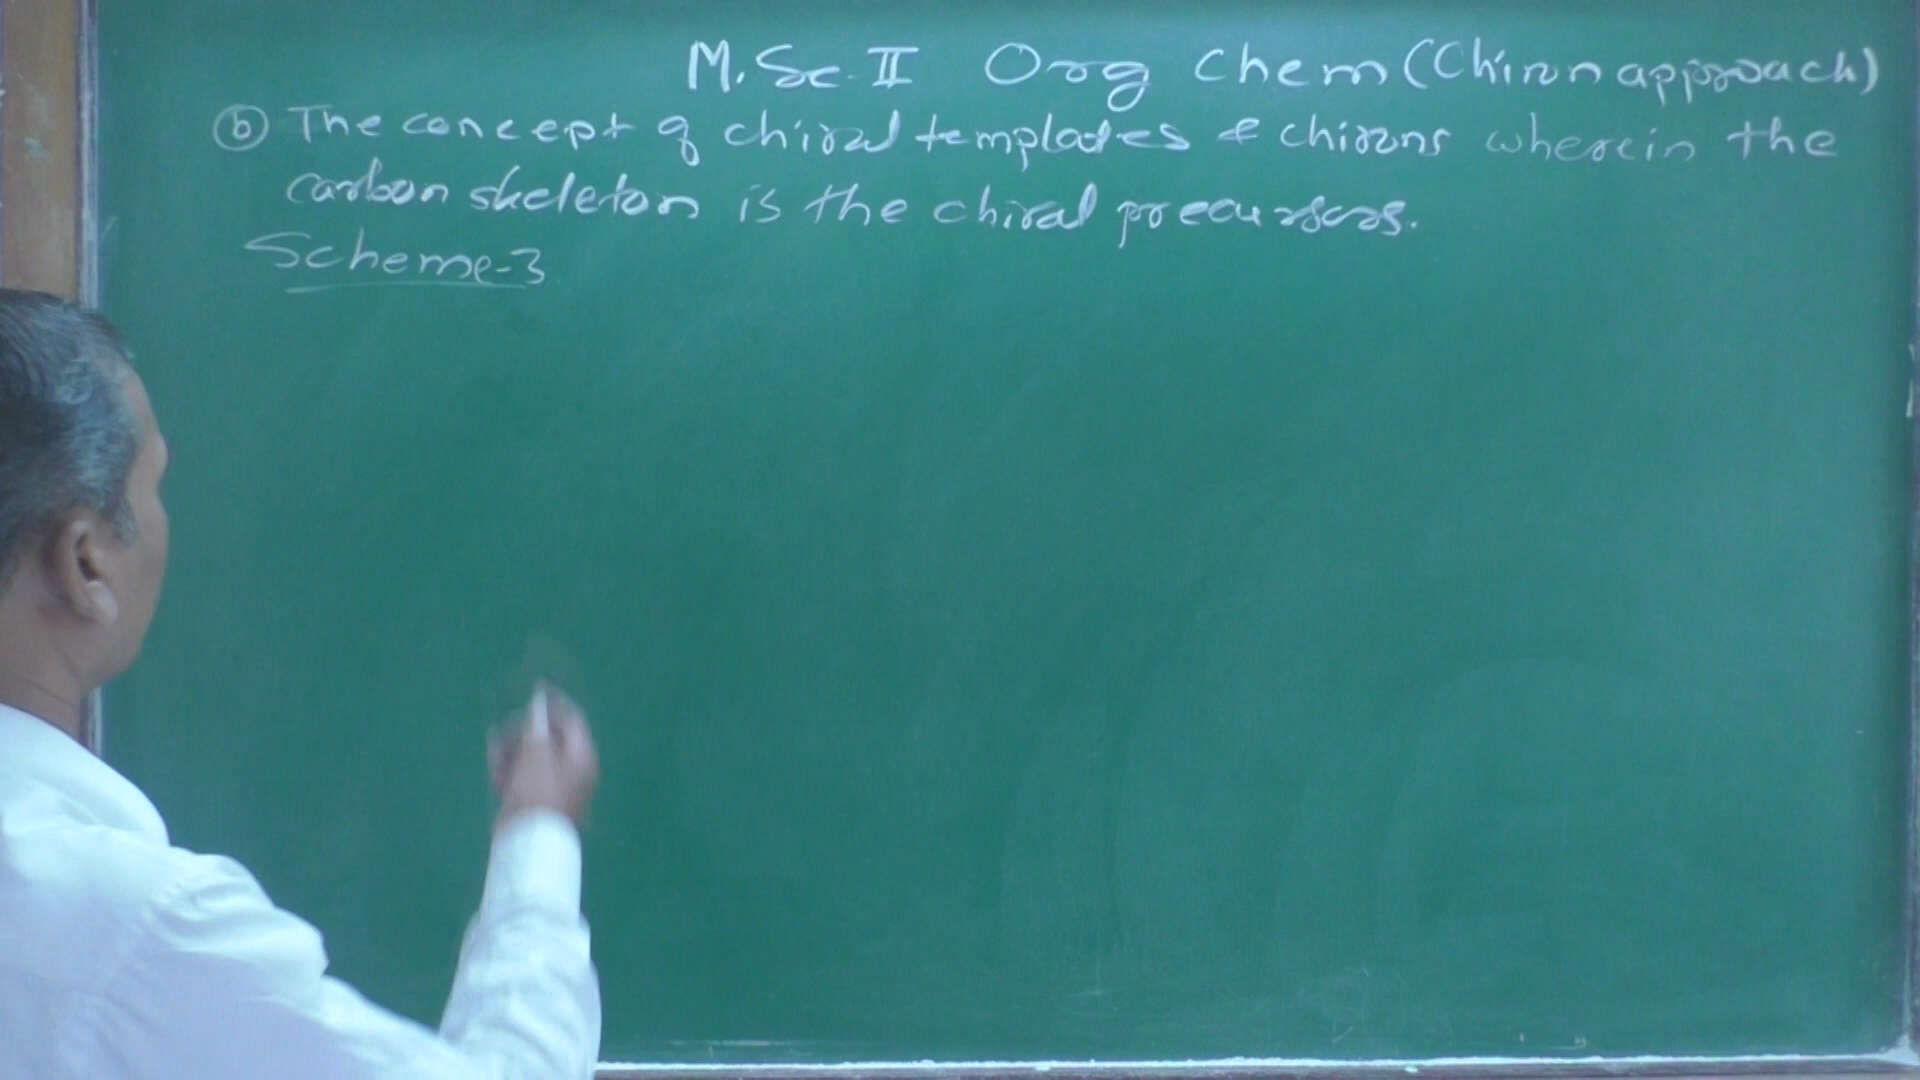 M.Sc-II Org Chem (Chiron approach)
(b) The concept of chiral templates & chirons wherein the
carbon skeleton is the chiral precursors.
Scheme-3